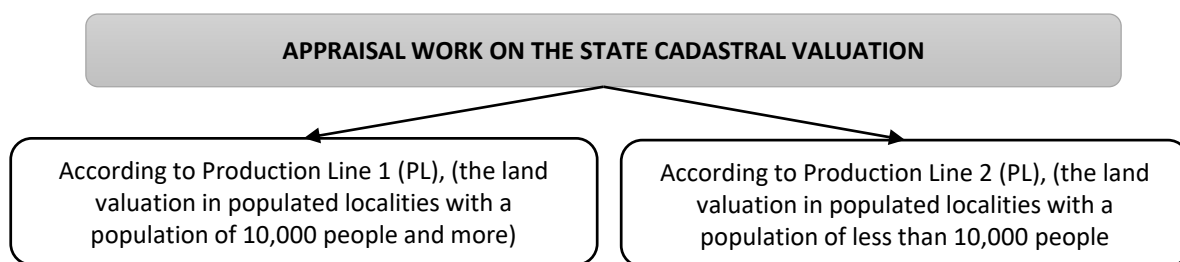 APPRAISAL WORK ON THE STATE CADASTRAL VALUATION
According to Production Line 1 (PL), (the land
valuation in populated localities with a
population of 10,000 people and more)
According to Production Line 2 (PL), (the land
valuation in populated localities with a
population of less than 10,000 people